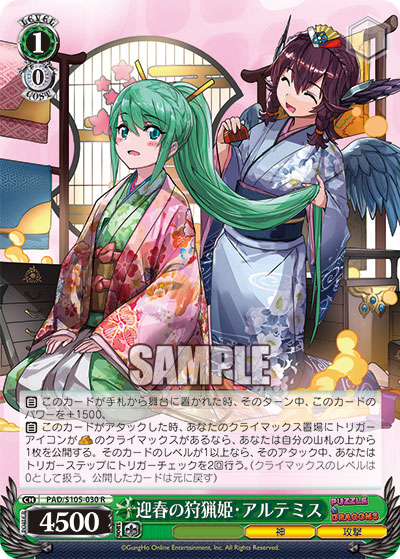 LEVEL
1
0
COST
SAMPLE
自 このカードが手札から舞台に置かれた時、そのターン中、このカードの
パワーを+1500。
自 このカードがアタックした時、あなたのクライマックス置場にトリガー
アイコンが のクライマックスがあるなら、あなたは自分の山札の上から
1枚を公開する。そのカードのレベルが1以上なら、そのアタック中、あなたは
トリガーステップにトリガーチェックを2回行う。(クライマックスのレベルは
0として扱う。公開したカードは元に戻す)
CH PAD/S105-030 R
POWER 4500
迎春の狩猟姫・アルテミス
PUZZLE & DRAGONS
神 攻撃
©GungHo Online Entertainment, Inc. All Rights Reserved.